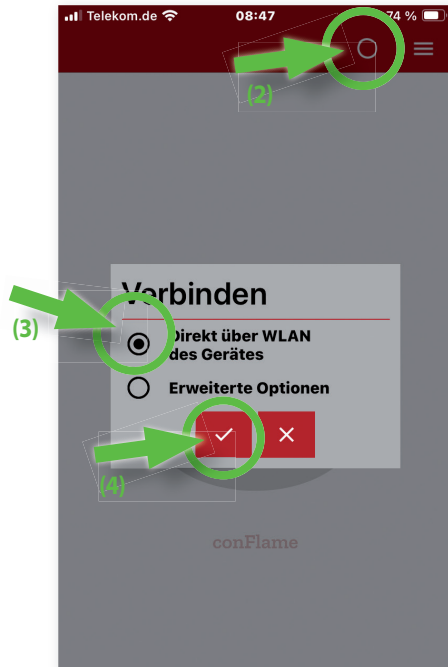 Telekom.de 08:47 74 %
(2)
Verbinden
(3)
Direkt über WLAN
des Gerätes
Erweiterte Optionen
(4)
conFlame